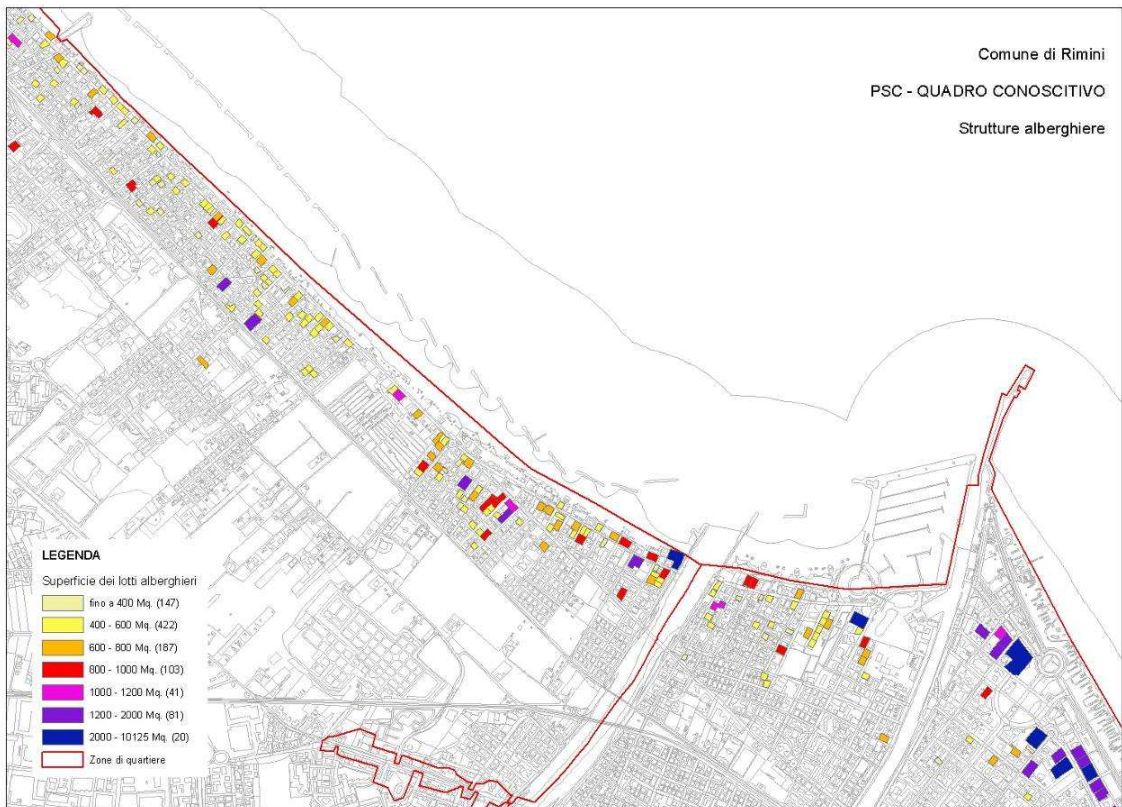 Comune di Rimini
PSC - QUADRO CONOSCITIVO
Strutture alberghiere
LEGENDA
Superficie dei lotti alberghieri
fino a 400 Mq. (147)
400 - 600 Mq. (422)
600 - 800 Mq. (187)
800 - 1000 Mq. (103)
1000 - 1200 Mq. (41)
1200 - 2000 Mq. (81)
2000 - 10125 Mq. (20)
Zone di quartiere